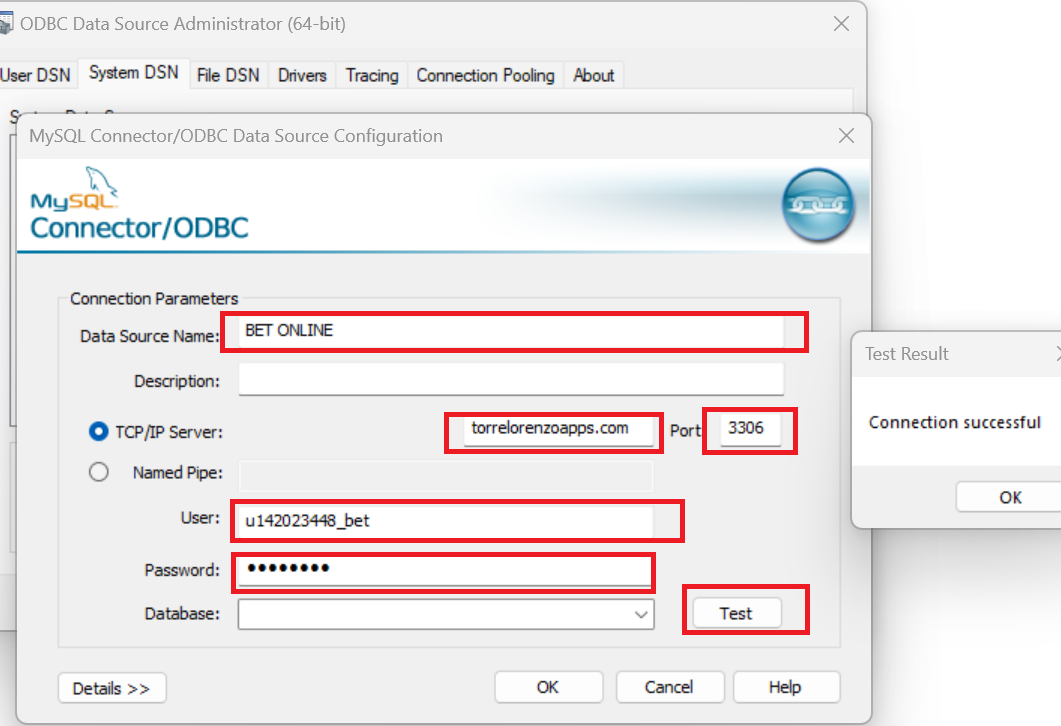 ODBC Data Source Administrator (64-bit)
User DSN System DSN File DSN Drivers Tracing Connection Pooling About
MySQL Connector/ODBC Data Source Configuration
MySQL
Connector/ODBC
Connection Parameters
Data Source Name: BET ONLINE
Description:
TCP/IP Server: torrelorenzoapps.com Port 3306
Named Pipe:
User: u142023448_bet
Password: ••••••••
Database: Test
Details >> OK Cancel Help
Test Result
Connection successful
OK